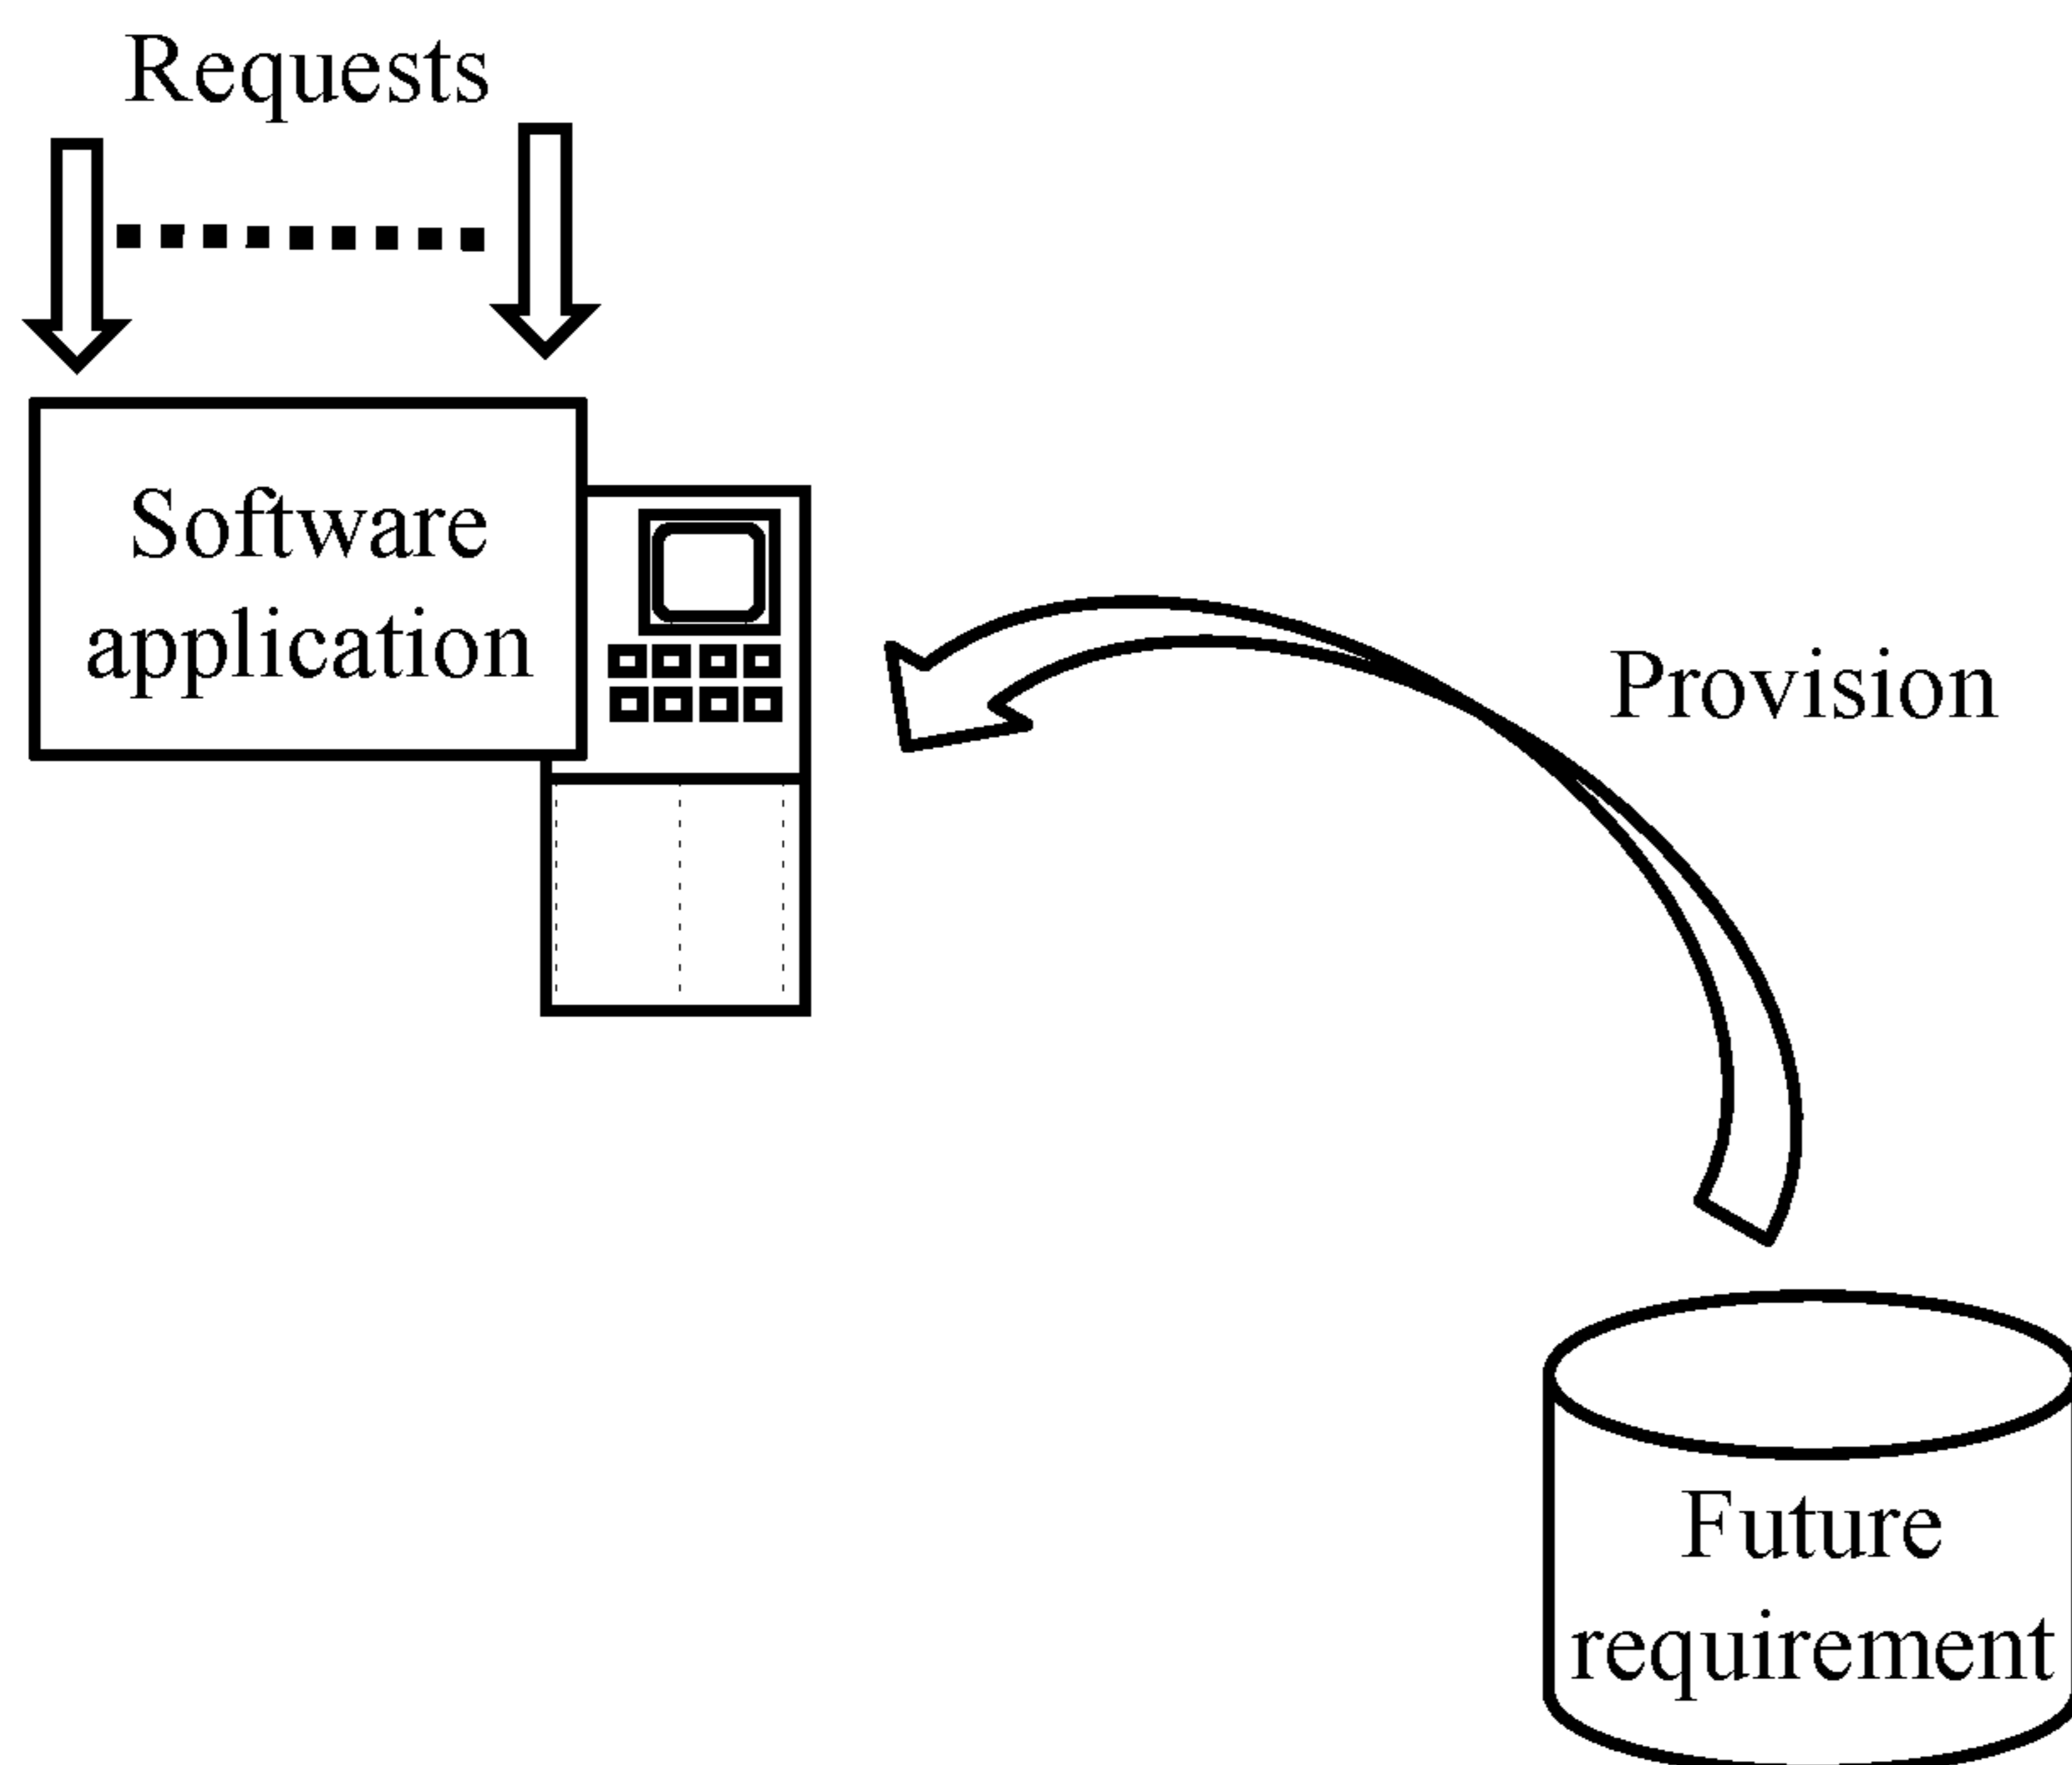 Requests
Software
application
Provision
Future
requirement